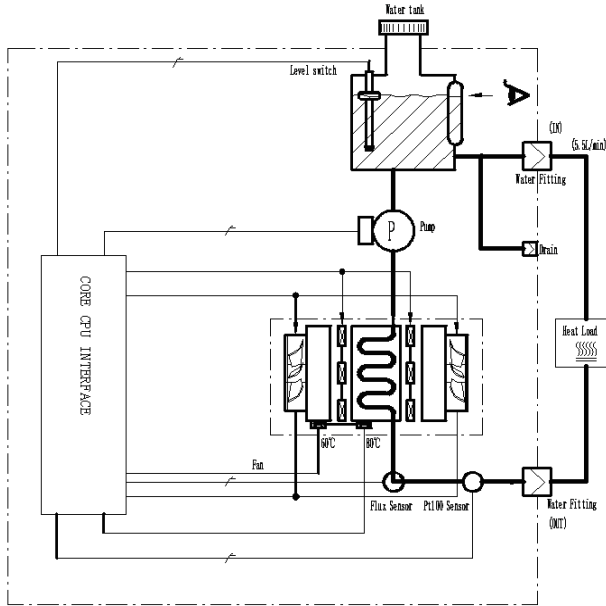 Water tank
Level switch
(IN)
(5.5L/min)
Water Fitting
P
Pump
Drain
CORE CPU INTERFACE
Heat Load
60℃
80℃
Fan
Flux Sensor
Pt100 Sensor
Water Fitting
(OUT)